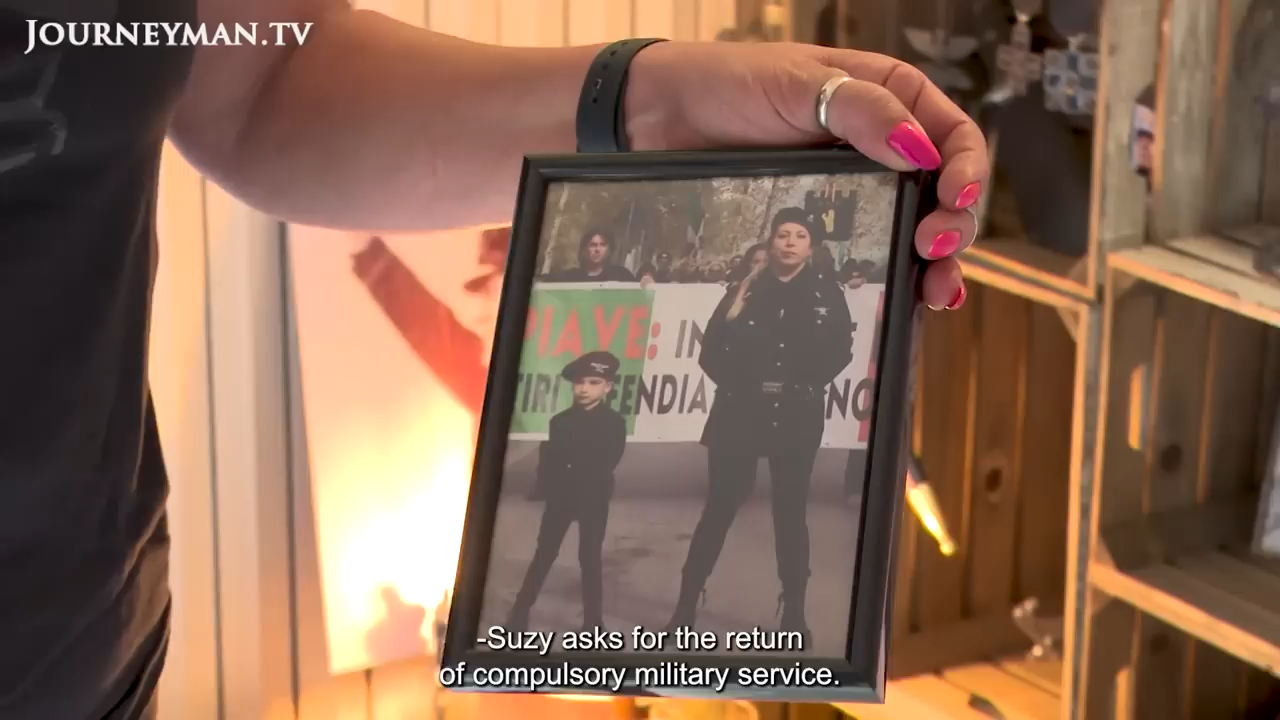 JOURNEYMAN.TV
PIAVE: IN
TIRI
FENDIA
NO
-Suzy asks for the return
of compulsory military service.